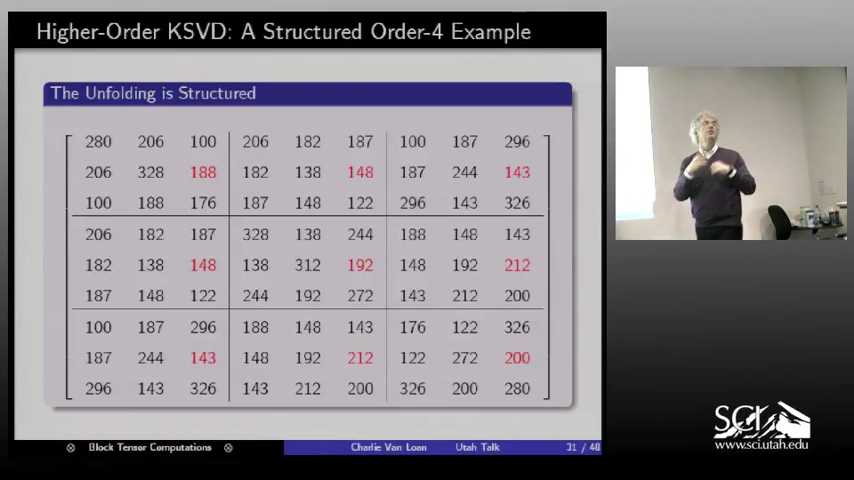 Higher-Order KSVD: A Structured Order-4 Example
The Unfolding is Structured
280 206 100 206 182 187 100 187 296
206 328 188 182 138 148 187 244 143
100 188 176 187 148 122 296 143 326
206 182 187 328 138 244 188 148 143
182 138 148 138 312 192 148 192 212
187 148 122 244 192 272 143 212 200
100 187 296 188 148 143 176 122 326
187 244 143 148 192 212 122 272 200
296 143 326 143 212 200 326 200 280
Block Tensor Computations
Charlie Van Loan Utah Talk 31 / 40
SCI
www.sci.utah.edu